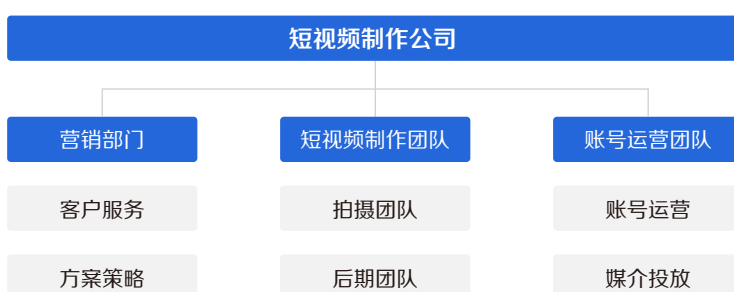 短视频制作公司
营销部门
短视频制作团队
账号运营团队
客户服务
拍摄团队
账号运营
方案策略
后期团队
媒介投放